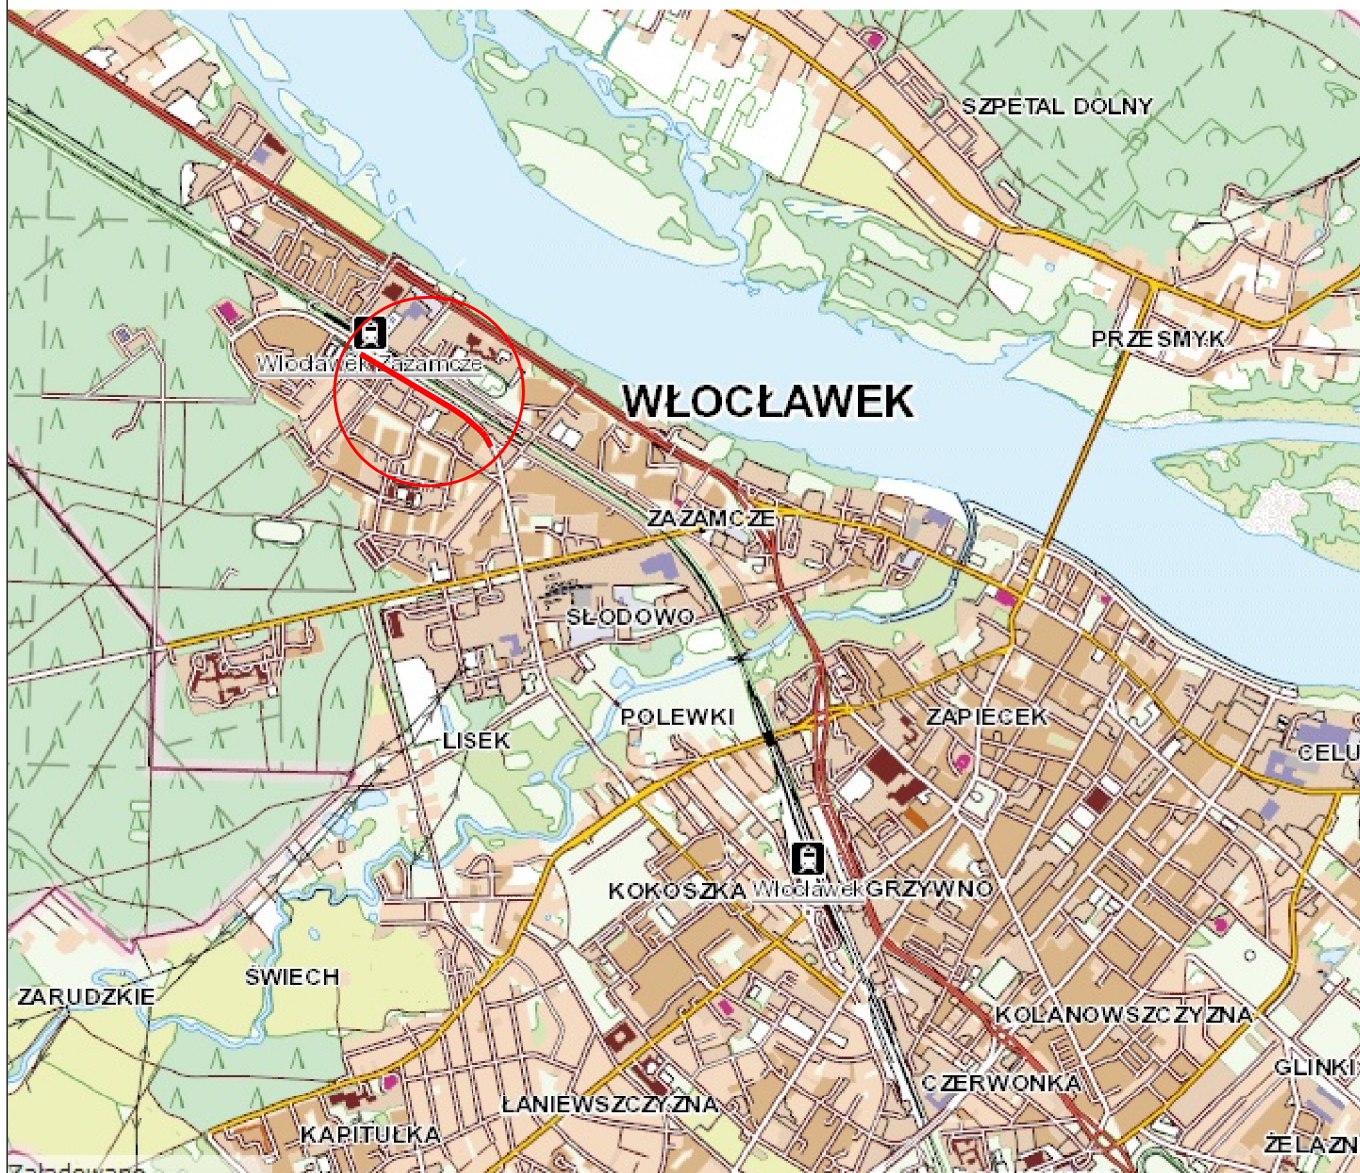 SZPETAL DOLNY
PRZESMYK
Włocławek Zazamcze
WŁOCŁAWEK
ZAZAMCZE
SŁODOWO
POLEWKI
ZAPIECEK
LISEK
CELU
KOKOSZKA
Włocławek
GRZYWNO
ŚWIECH
ZARUDZKIE
KOLANOWSZCZYZNA
GLINKI
CZERWONKA
ŁANIEWSZCZYZNA
KAPITUŁKA
ŻELAZN
Załadowano